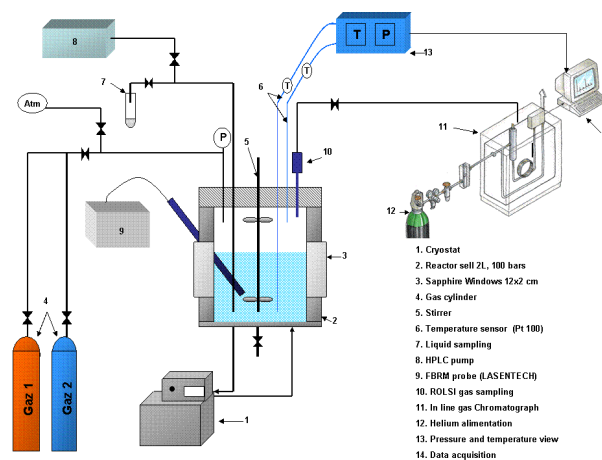 8
T P
13
7
T
T
6
Atm
P
5
10
11
12
9
3
4
2
Gaz 1
Gaz 2
1
1. Cryostat
2. Reactor sell 2L, 100 bars
3. Sapphire Windows 12x2 cm
4. Gas cylinder
5. Stirrer
6. Temperature sensor (Pt 100)
7. Liquid sampling
8. HPLC pump
9. FBRM probe (LASENTECH)
10. ROLSI gas sampling
11. In line gas Chromatograph
12. Helium alimentation
13. Pressure and temperature view
14. Data acquisition